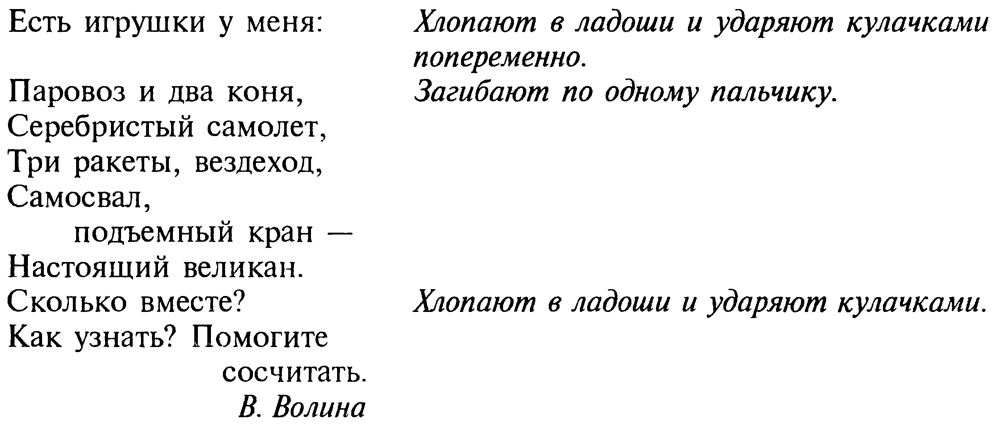 Есть игрушки у меня: Хлопают в ладоши и ударяют кулачками
попеременно.
Паровоз и два коня, Загибают по одному пальчику.
Серебристый самолет,
Три ракеты, вездеход,
Самосвал,
подъемный кран —
Настоящий великан.
Сколько вместе? Хлопают в ладоши и ударяют кулачками.
Как узнать? Помогите
сосчитать.
В. Волина